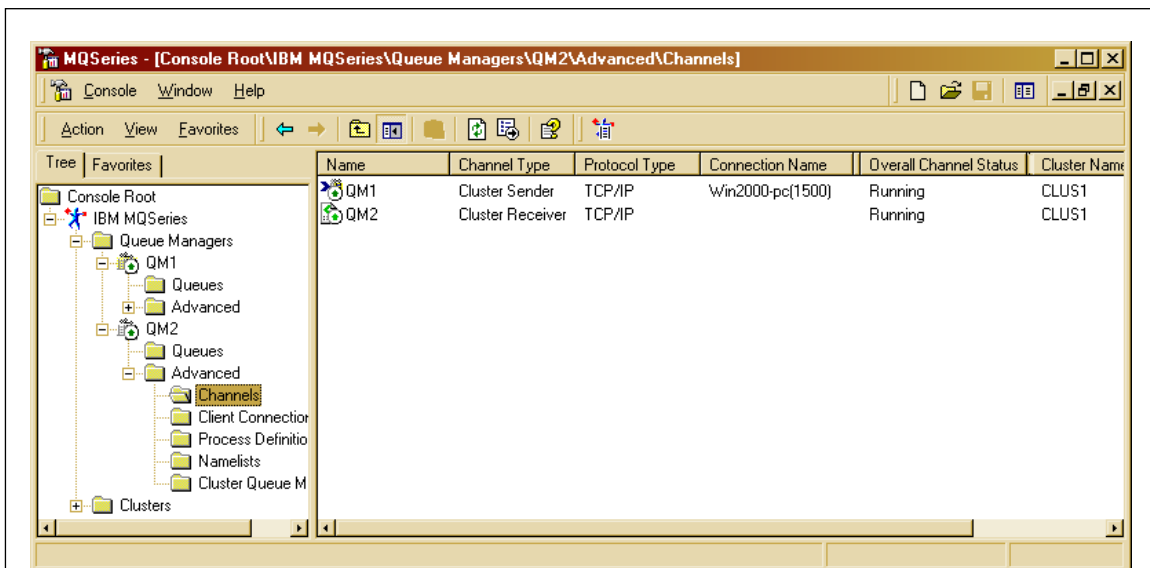 MQSeries - [Console Root\IBM MQSeries\Queue Managers\QM2\Advanced\Channels]
Console Window Help
Action View Favorites
Tree Favorites
Name Channel Type Protocol Type Connection Name Overall Channel Status Cluster Name
QM1 Cluster Sender TCP/IP Win2000-pc(1500) Running CLUS1
QM2 Cluster Receiver TCP/IP Running CLUS1
Console Root
IBM MQSeries
Queue Managers
QM1
Queues
Advanced
QM2
Queues
Advanced
Channels
Client Connection
Process Definitio
Namelists
Cluster Queue M
Clusters